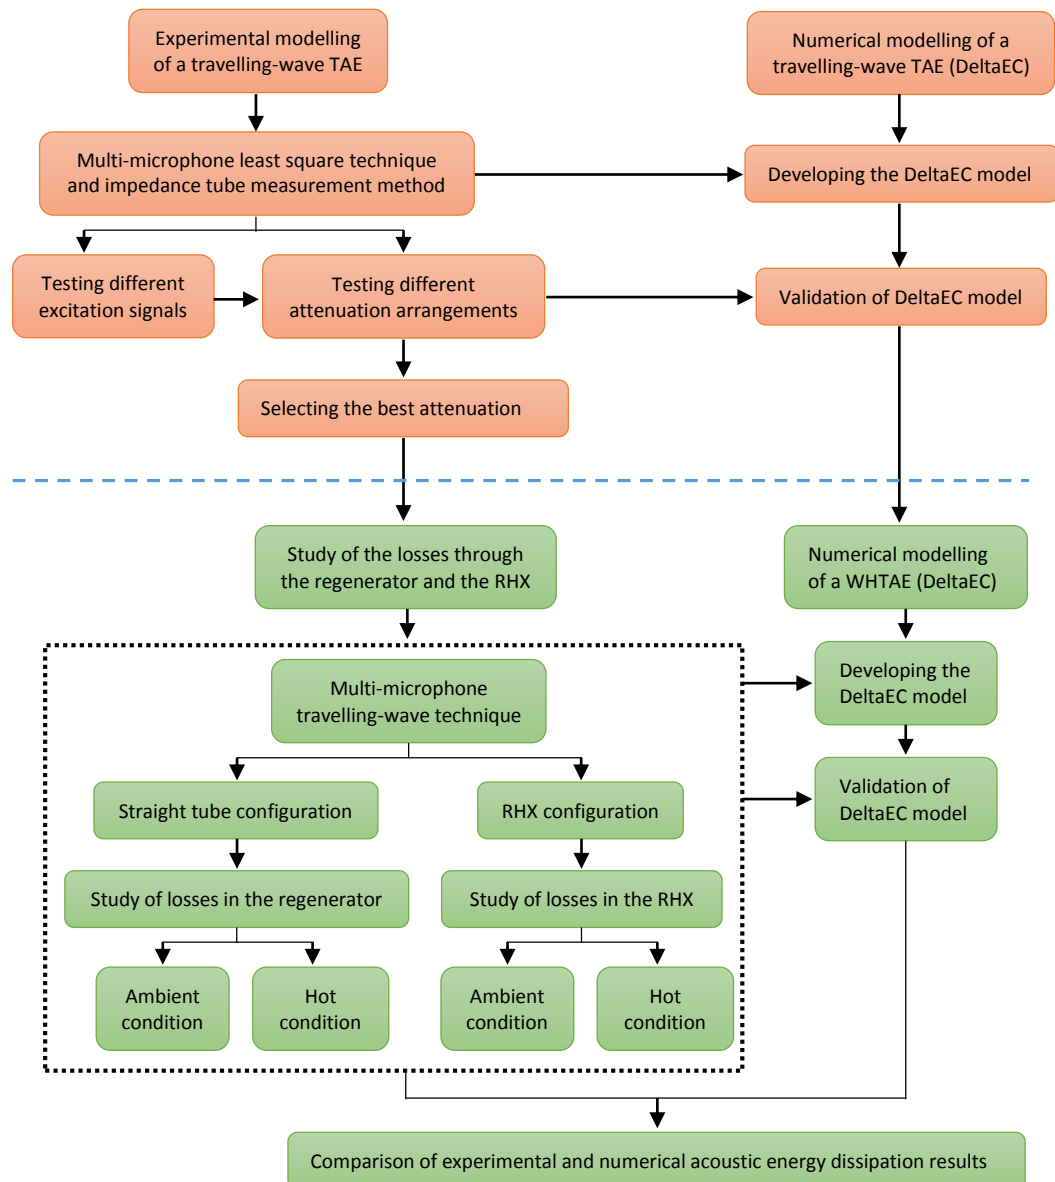 Experimental modelling
of a travelling-wave TAE
Numerical modelling of a
travelling-wave TAE (DeltaEC)
Multi-microphone least square technique
and impedance tube measurement method
Developing the DeltaEC model
Testing different
excitation signals
Testing different
attenuation arrangements
Validation of DeltaEC model
Selecting the best attenuation
Study of the losses through
the regenerator and the RHX
Numerical modelling
of a WHTAE (DeltaEC)
Multi-microphone
travelling-wave technique
Developing the
DeltaEC model
Straight tube configuration
RHX configuration
Validation of
DeltaEC model
Study of losses in the regenerator
Study of losses in the RHX
Ambient
condition
Hot
condition
Ambient
condition
Hot
condition
Comparison of experimental and numerical acoustic energy dissipation results